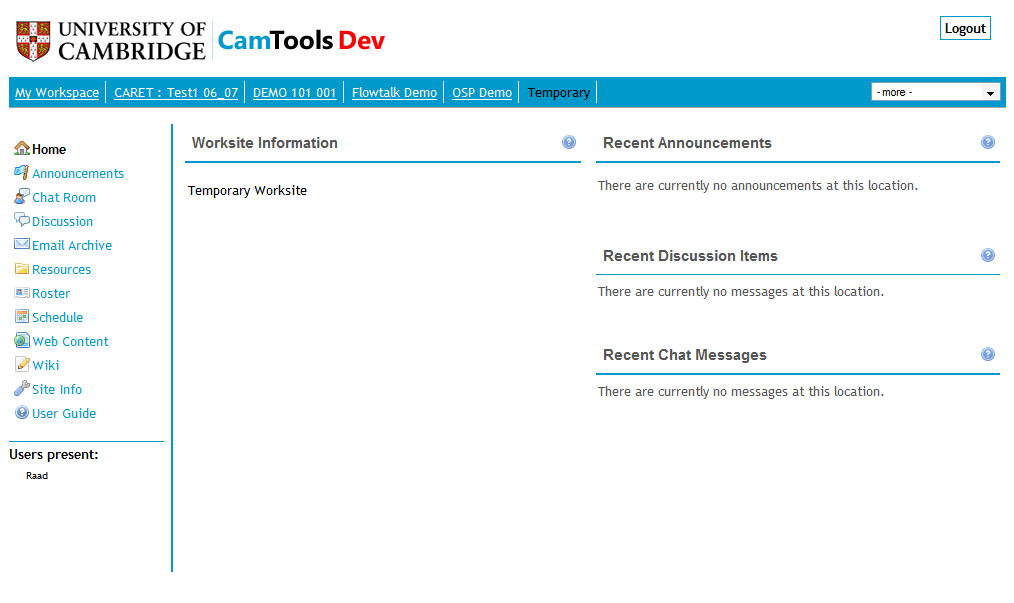 UNIVERSITY OF
CAMBRIDGE
CamTools Dev
Logout
My Workspace
CARET : Test1 06_07
DEMO 101 001
Flowtalk Demo
OSP Demo
Temporary
- more -
Home
Announcements
Chat Room
Discussion
Email Archive
Resources
Roster
Schedule
Web Content
Wiki
Site Info
User Guide
Users present:
Raad
Worksite Information
?
Temporary Worksite
Recent Announcements
?
There are currently no announcements at this location.
Recent Discussion Items
?
There are currently no messages at this location.
Recent Chat Messages
?
There are currently no messages at this location.